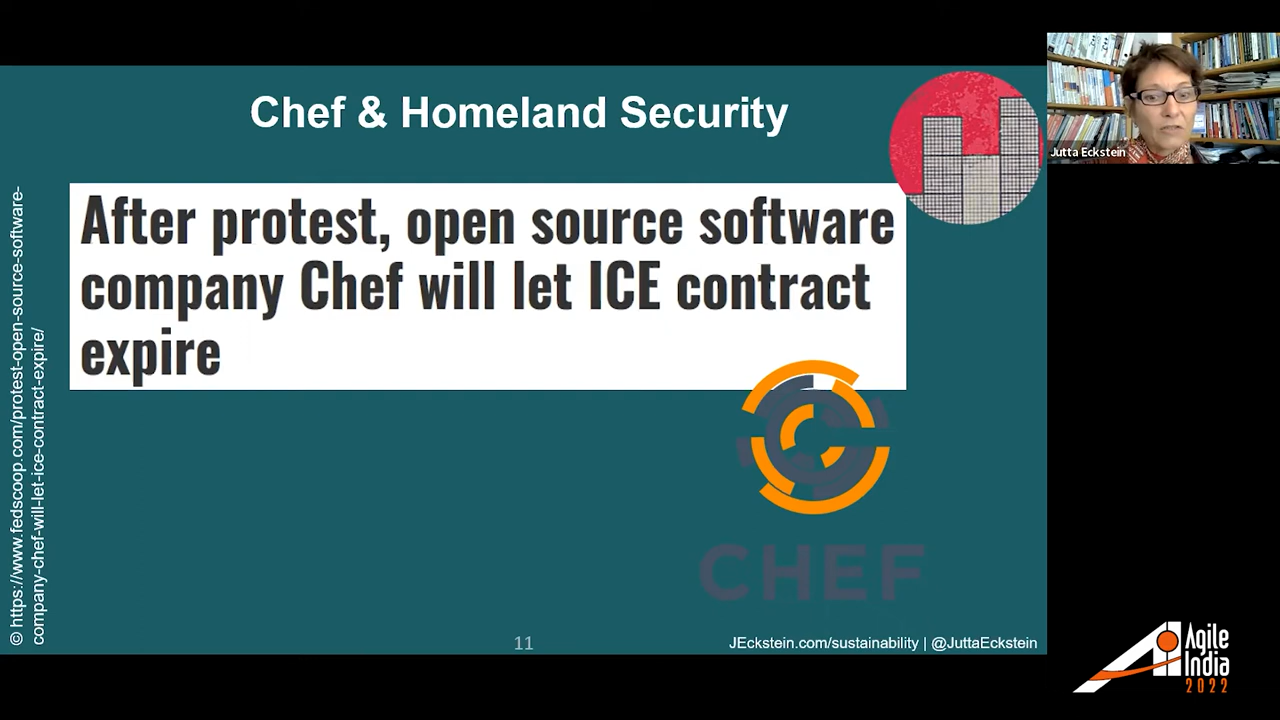 Chef & Homeland Security
After protest, open source software
company Chef will let ICE contract
expire
CHEF
© https://www.fedscoop.com/protest-open-source-software-
company-chef-will-let-ice-contract-expire/
11
JEckstein.com/sustainability | @JuttaEckstein
Jutta Eckstein
Agile
India
2022